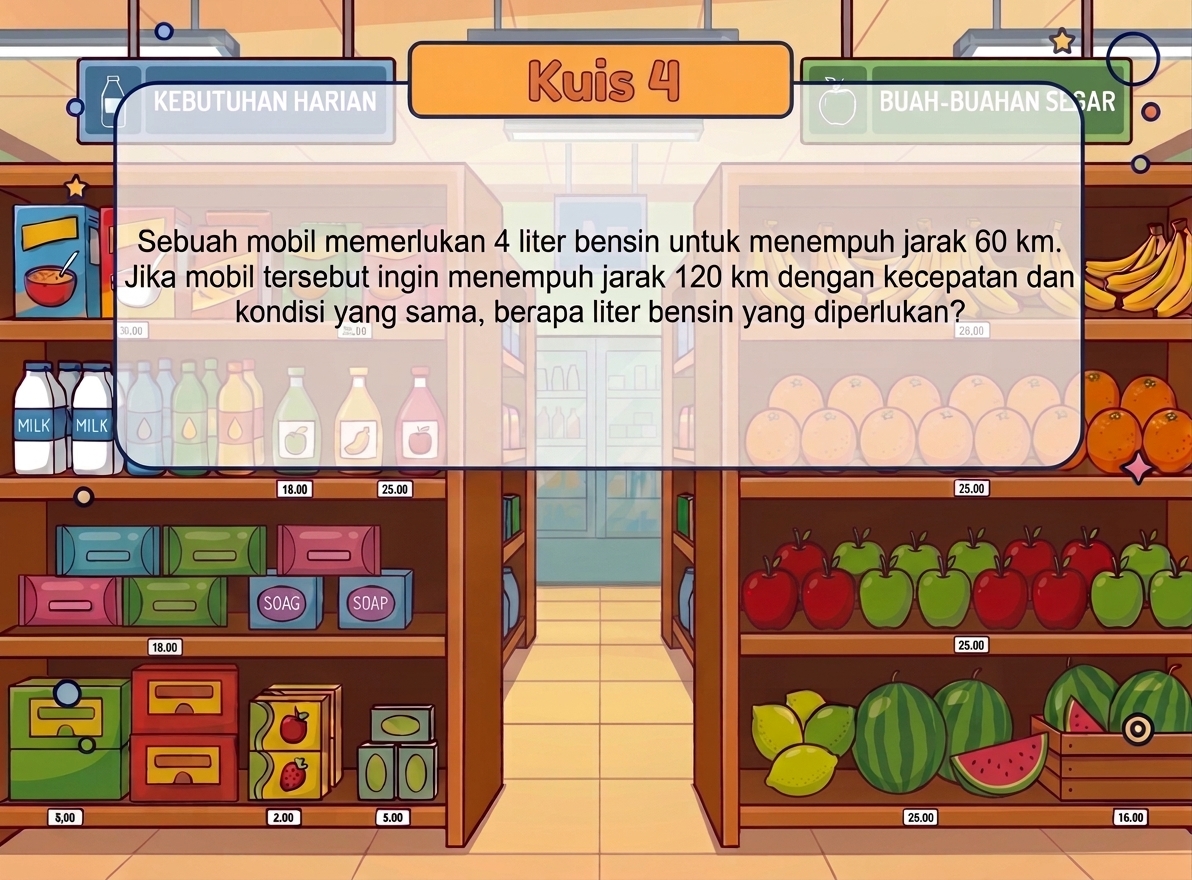 Kuis 4
KEBUTUHAN HARIAN
BUAH-BUAHAN SEGAR
Sebuah mobil memerlukan 4 liter bensin untuk menempuh jarak 60 km.
Jika mobil tersebut ingin menempuh jarak 120 km dengan kecepatan dan
kondisi yang sama, berapa liter bensin yang diperlukan?
30.00
26.00
MILK
MILK
18.00
25.00
25.00
SOAG
SOAP
18.00
25.00
5,00
2.00
5.00
25.00
16.00